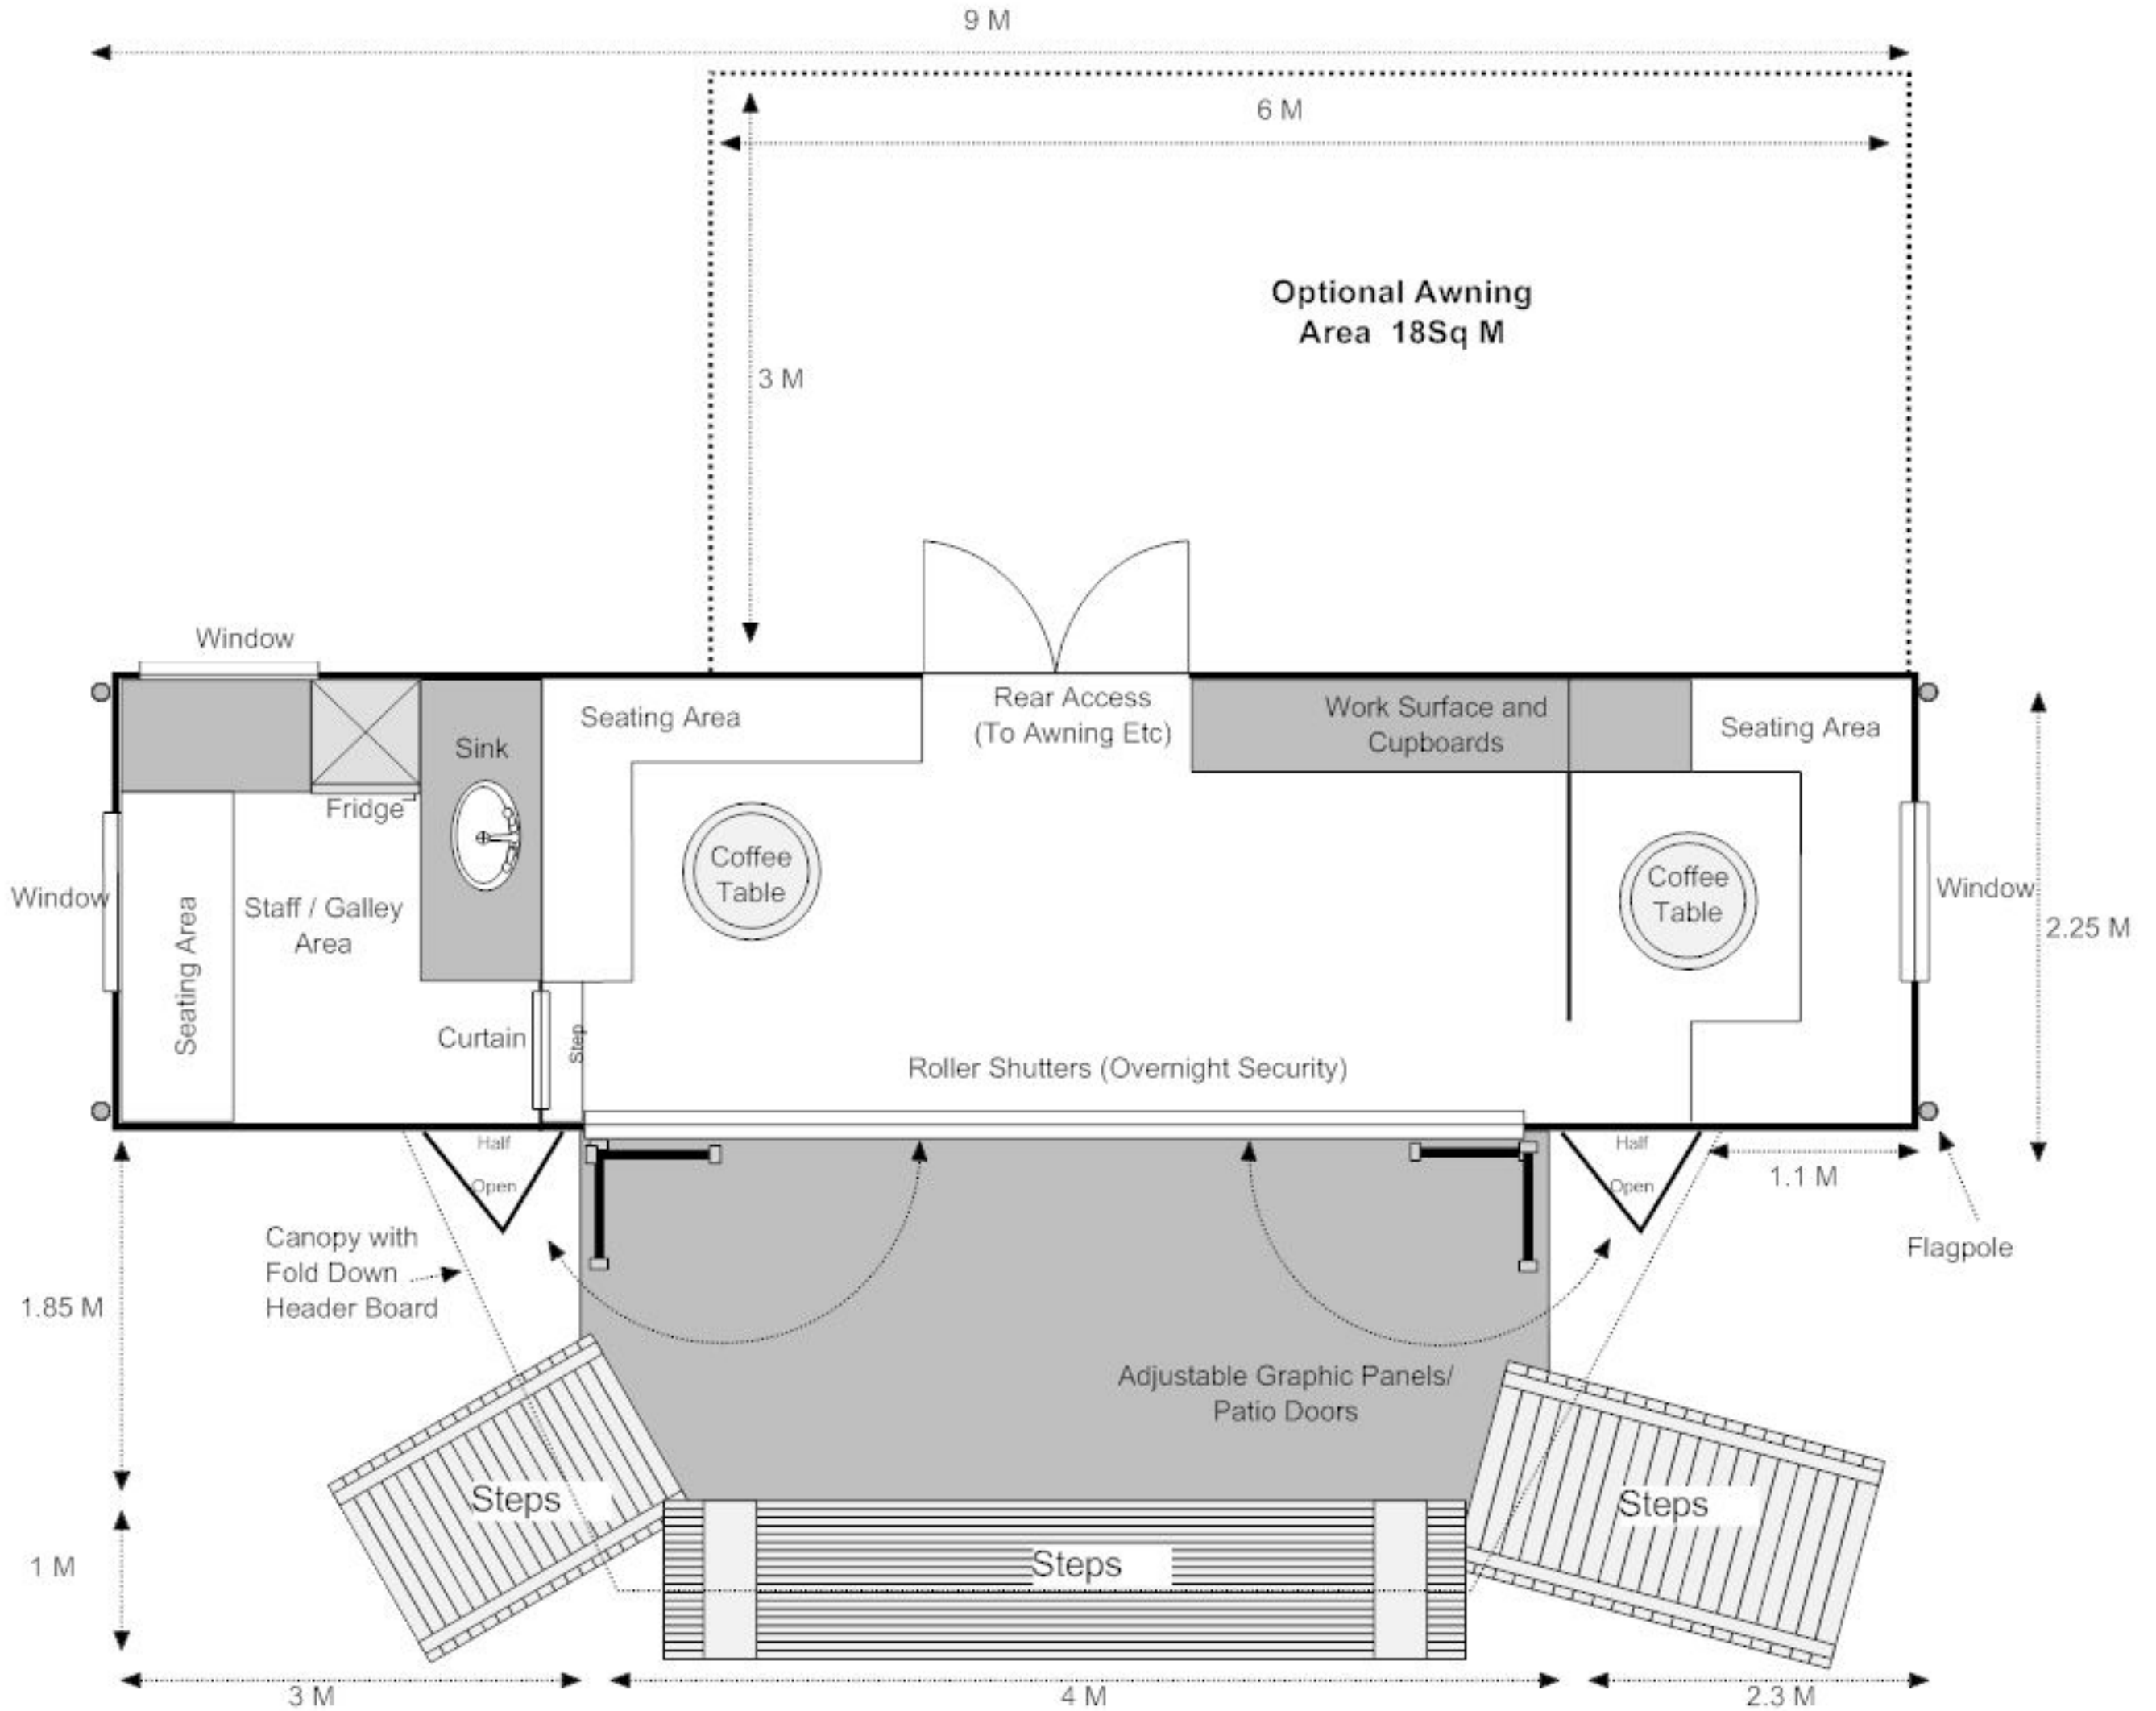 9 M
6 M
Optional Awning
Area 18Sq M
3 M
Window
Rear Access
(To Awning Etc)
Seating Area
Work Surface and
Cupboards
Seating Area
Sink
Fridge
Coffee
Table
Coffee
Table
Window
Window
Staff / Galley
Area
Seating Area
2.25 M
Curtain
Step
Roller Shutters (Overnight Security)
Half
Open
Half
Open
1.1 M
Flagpole
Canopy with
Fold Down
Header Board
1.85 M
Adjustable Graphic Panels/
Patio Doors
Steps
Steps
Steps
1 M
3 M
4 M
2.3 M